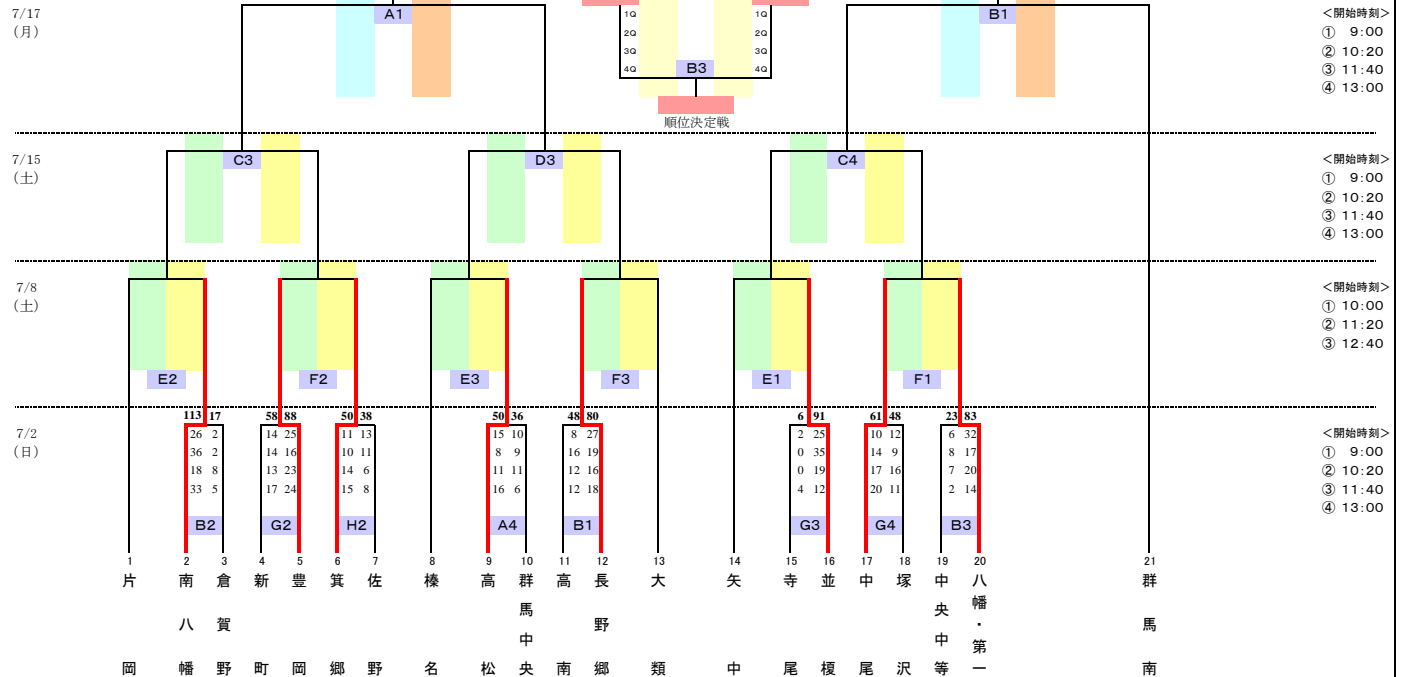 7/17
(月)
A1
1Q
2Q
3Q
4Q
B3
1Q
2Q
3Q
4Q
順位決定戦
B1
＜開始時刻＞
① 9:00
② 10:20
③ 11:40
④ 13:00
7/15
(土)
C3
D3
C4
＜開始時刻＞
① 9:00
② 10:20
③ 11:40
④ 13:00
7/8
(土)
E2
F2
E3
F3
E1
F1
＜開始時刻＞
① 10:00
② 11:20
③ 12:40
7/2
(日)
113 17 58 88 50 38 50 36 48 80 6 91 61 48 23 83
26 2 14 25 11 13 15 10 8 27 2 25 10 12 6 32
36 2 14 16 10 11 8 9 16 19 0 35 14 9 8 17
18 8 13 23 14 6 11 11 12 16 0 19 17 16 7 20
33 5 17 24 15 8 16 6 12 18 4 12 20 11 2 14
B2 G2 H2 A4 B1 G3 G4 B3
＜開始時刻＞
① 9:00
② 10:20
③ 11:40
④ 13:00
1 2 3 4 5 6 7 8 9 10 11 12 13 14 15 16 17 18 19 20 21
片岡
南八幡
倉賀野
新町
豊岡
箕郷
佐野
榛名
高松
群馬中央
高南
長野郷
大類
矢中
寺尾
並榎
中尾
塚沢
中央中等
八幡・第一
群馬南